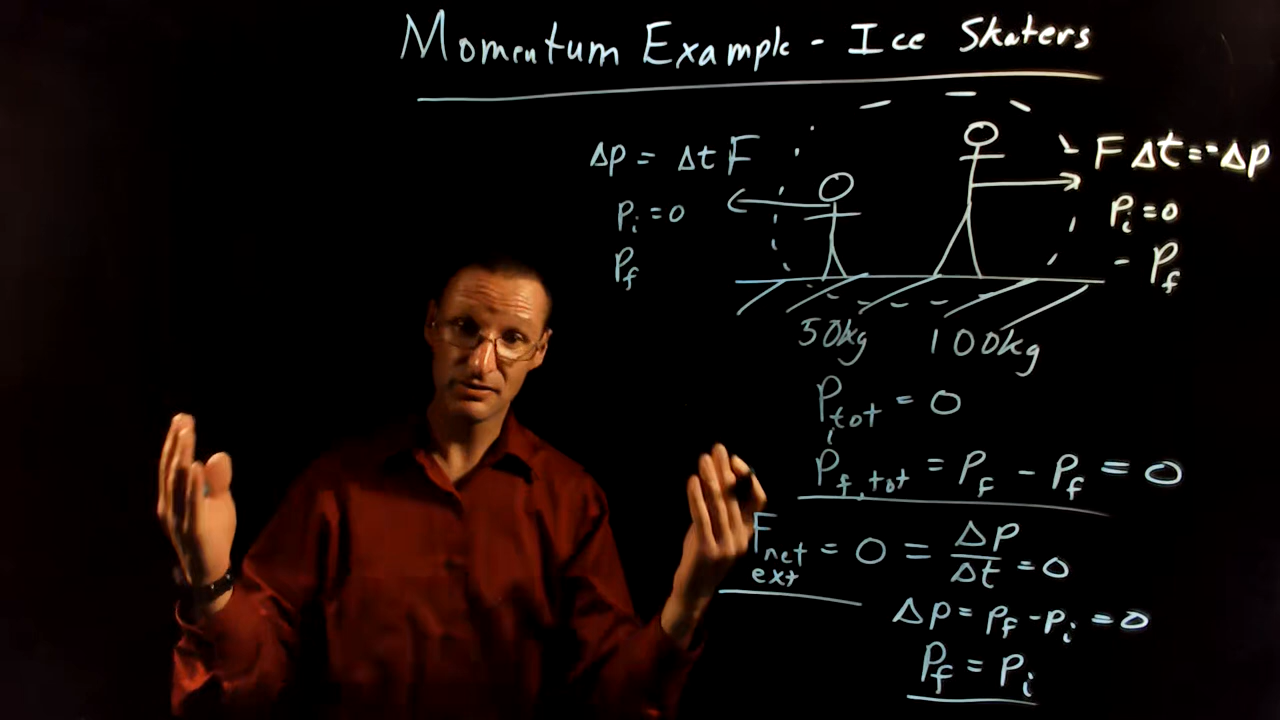 Momentum Example - Ice Skaters
Δp = Δt F
F Δt = -Δp
Pi = 0
Pi = 0
Pf
- Pf
50kg
100kg
Ptot i = 0
Pf,tot = Pf - Pf = 0
Fnet ext = 0 = Δp/Δt = 0
Δp = Pf - Pi = 0
Pf = Pi